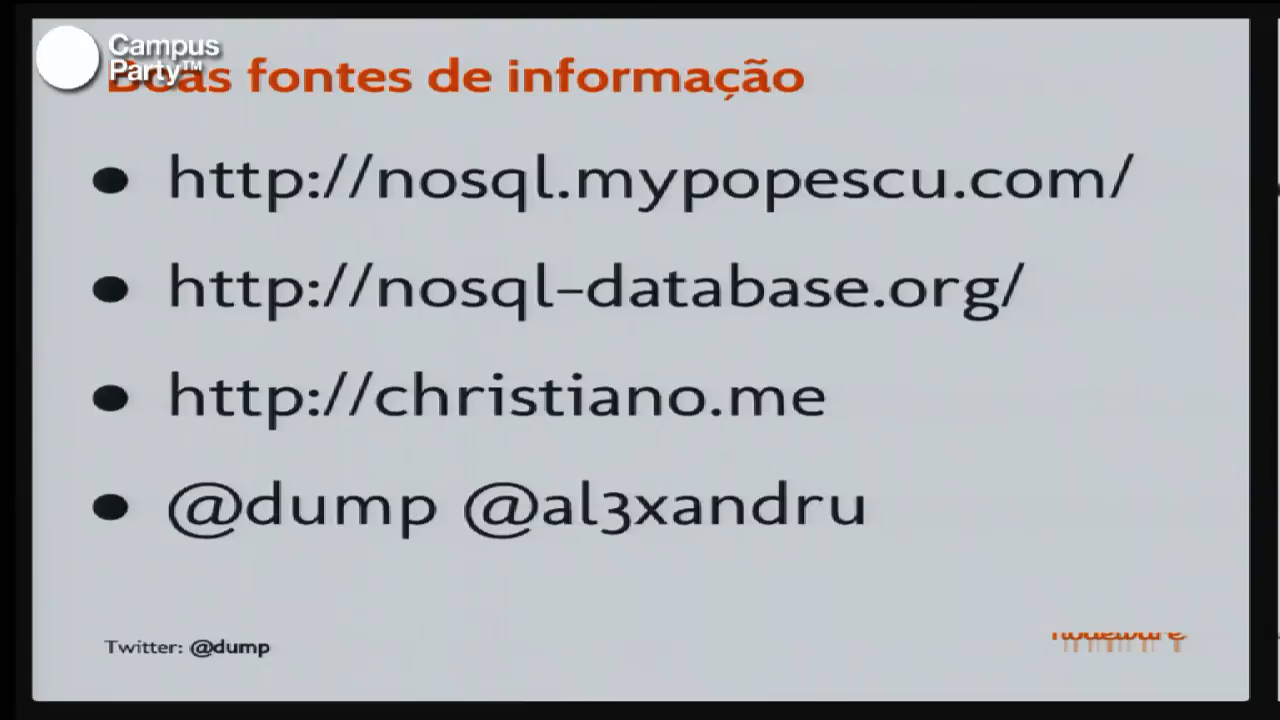 Campus
Party™
Boas fontes de informação
http://nosql.mypopescu.com/
http://nosql-database.org/
http://christiano.me
@dump @al3xandru
Twitter: @dump